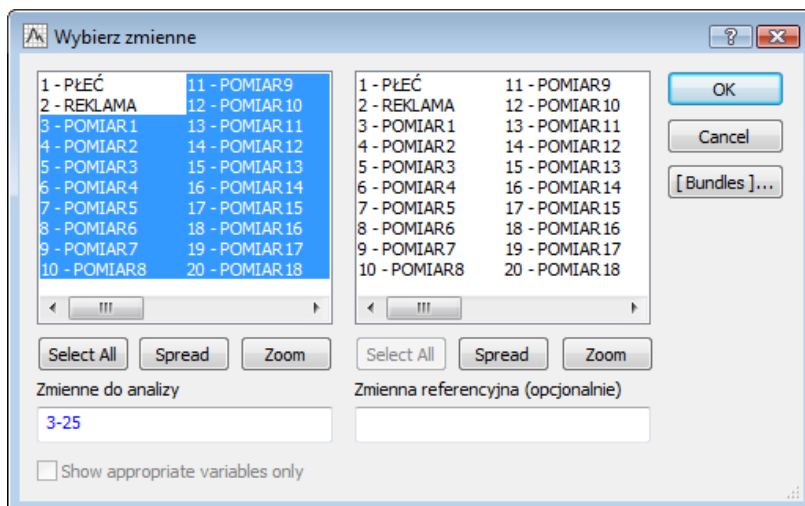 Wybierz zmienne
1 - PŁEĆ
2 - REKLAMA
3 - POMIAR1
4 - POMIAR2
5 - POMIAR3
6 - POMIAR4
7 - POMIAR5
8 - POMIAR6
9 - POMIAR7
10 - POMIAR8
11 - POMIAR9
12 - POMIAR10
13 - POMIAR11
14 - POMIAR12
15 - POMIAR13
16 - POMIAR14
17 - POMIAR15
18 - POMIAR16
19 - POMIAR17
20 - POMIAR18
Select All Spread Zoom
Zmienne do analizy
3-25
Show appropriate variables only
1 - PŁEĆ
2 - REKLAMA
3 - POMIAR1
4 - POMIAR2
5 - POMIAR3
6 - POMIAR4
7 - POMIAR5
8 - POMIAR6
9 - POMIAR7
10 - POMIAR8
11 - POMIAR9
12 - POMIAR10
13 - POMIAR11
14 - POMIAR12
15 - POMIAR13
16 - POMIAR14
17 - POMIAR15
18 - POMIAR16
19 - POMIAR17
20 - POMIAR18
Select All Spread Zoom
Zmienna referencyjna (opcjonalnie)
OK
Cancel
[ Bundles ]...